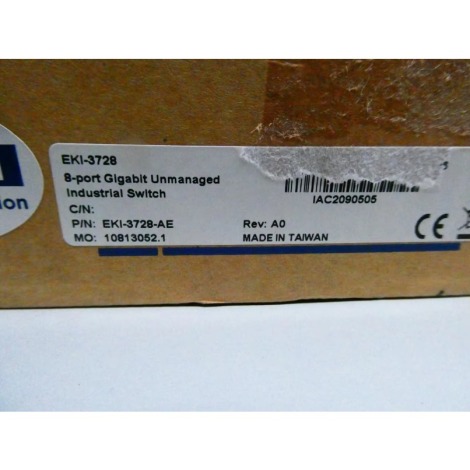 EKI-3728
8-port Gigabit Unmanaged
Industrial Switch
IAC2090505
C/N:
P/N: EKI-3728-AE Rev: A0
MO: 10813052.1 MADE IN TAIWAN
CE